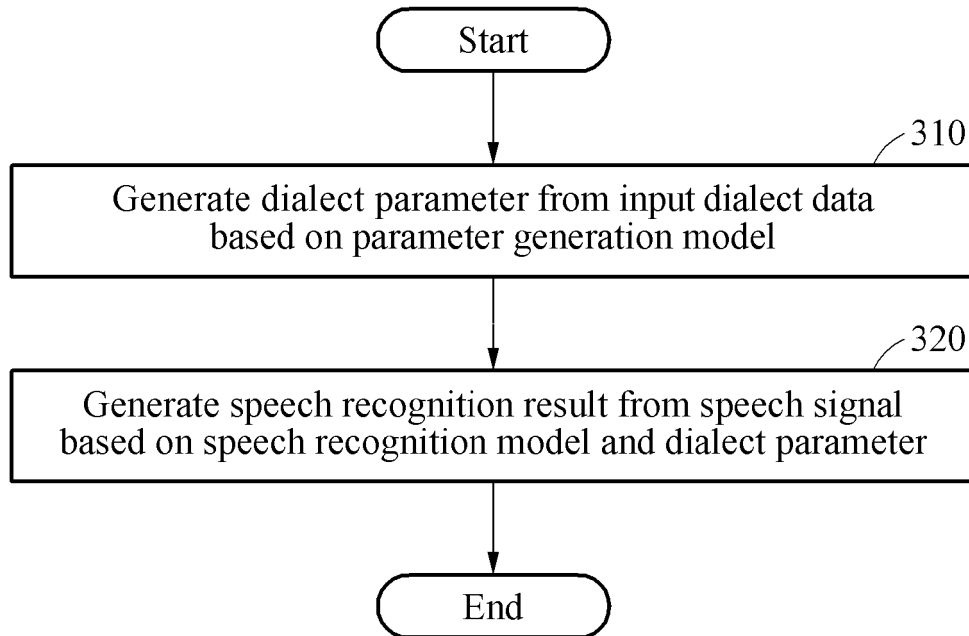 Start
310
Generate dialect parameter from input dialect data
based on parameter generation model
320
Generate speech recognition result from speech signal
based on speech recognition model and dialect parameter
End